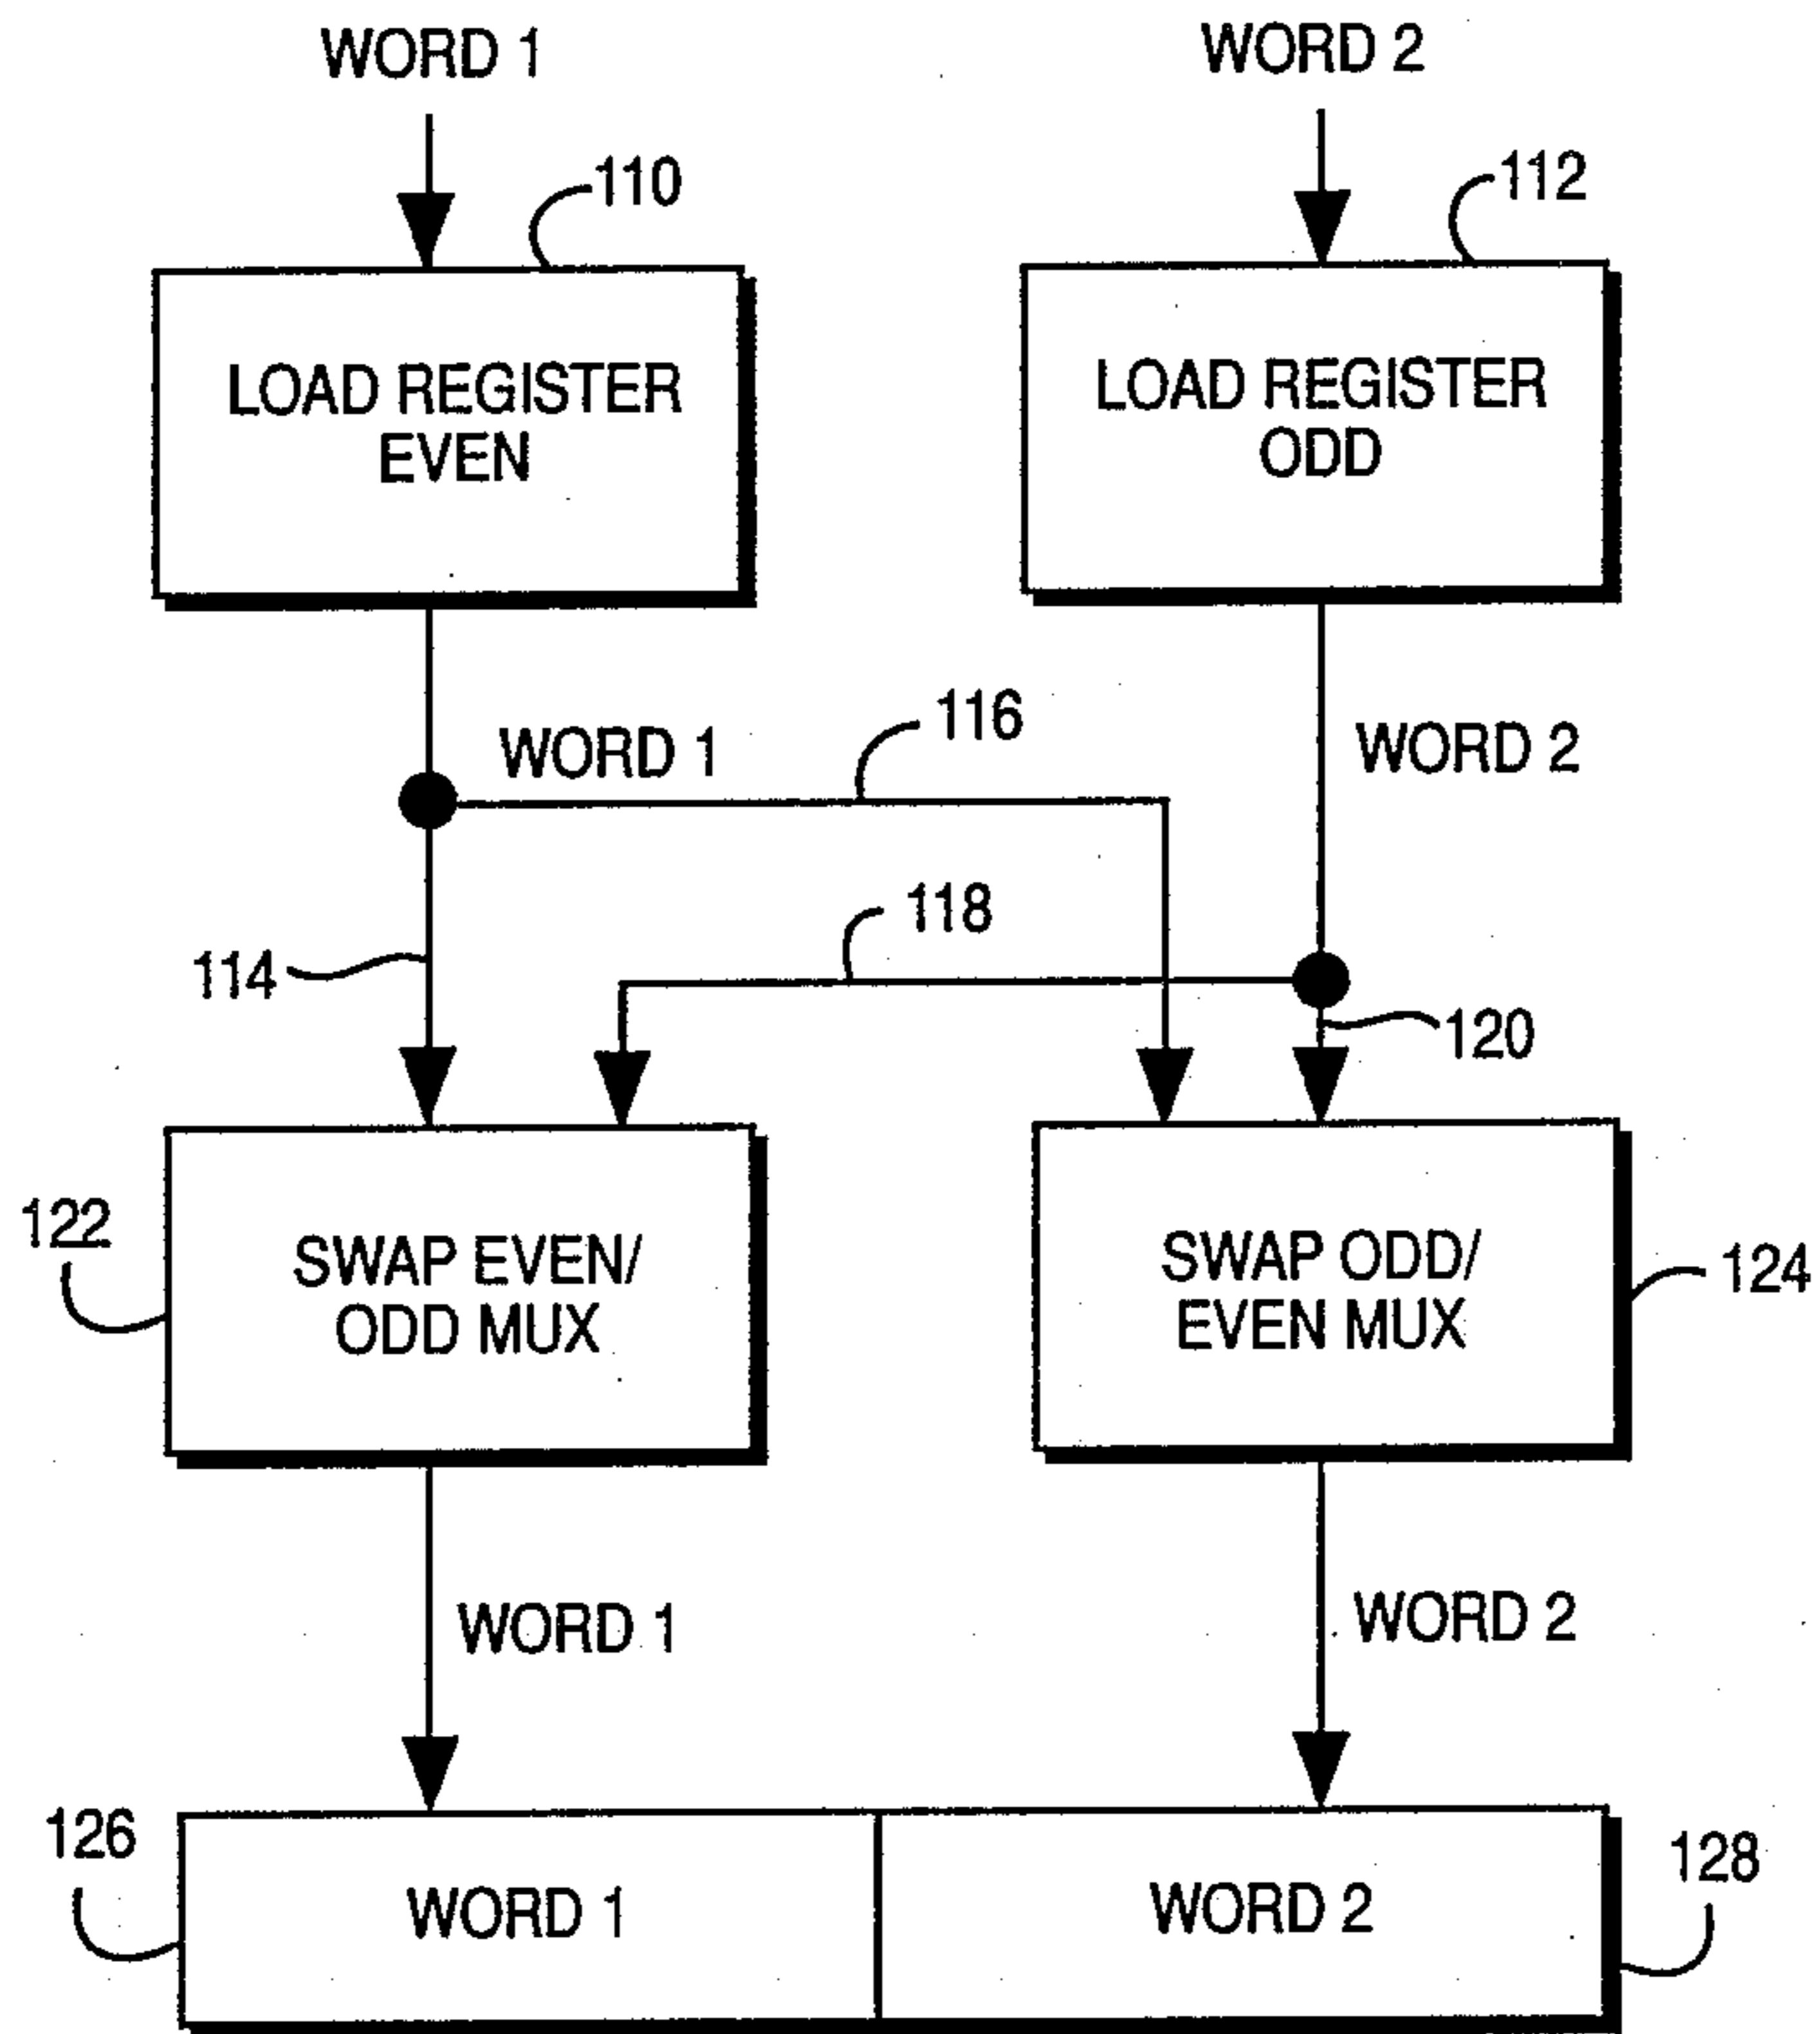 WORD 1
WORD 2
110
112
LOAD REGISTER
EVEN
LOAD REGISTER
ODD
WORD 1
116
WORD 2
118
114
120
122
SWAP EVEN/
ODD MUX
SWAP ODD/
EVEN MUX
124
WORD 1
WORD 2
126
WORD 1
WORD 2
128